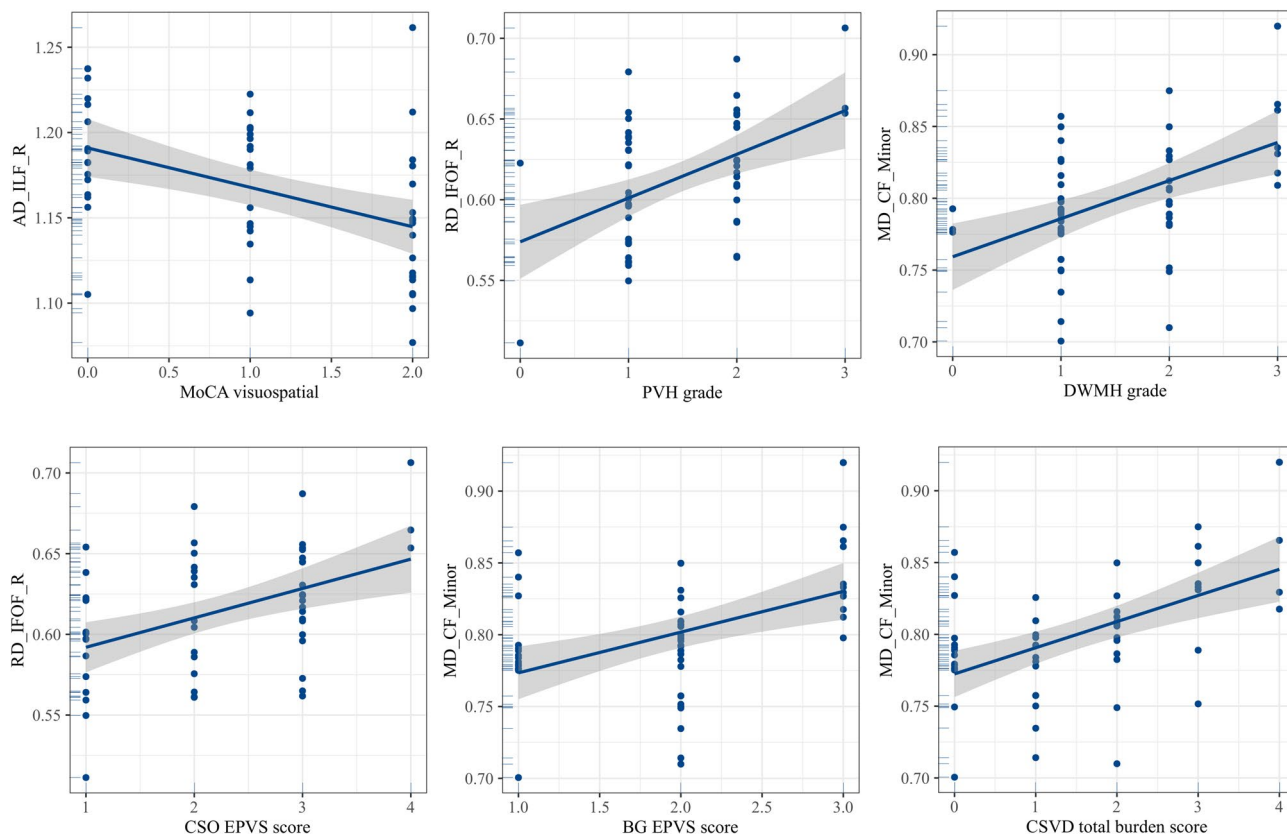 AD_ILF_R
1.25
1.20
1.15
1.10
0.0 0.5 1.0 1.5 2.0
MoCA visuospatial
RD_IFOF_R
0.70
0.65
0.60
0.55
0 1 2 3
PVH grade
MD_CF_Minor
0.90
0.85
0.80
0.75
0.70
0 1 2 3
DWMH grade
RD_IFOF_R
0.70
0.65
0.60
0.55
1 2 3 4
CSO EPVS score
MD_CF_Minor
0.90
0.85
0.80
0.75
0.70
1.0 1.5 2.0 2.5 3.0
BG EPVS score
MD_CF_Minor
0.90
0.85
0.80
0.75
0.70
0 1 2 3 4
CSVD total burden score